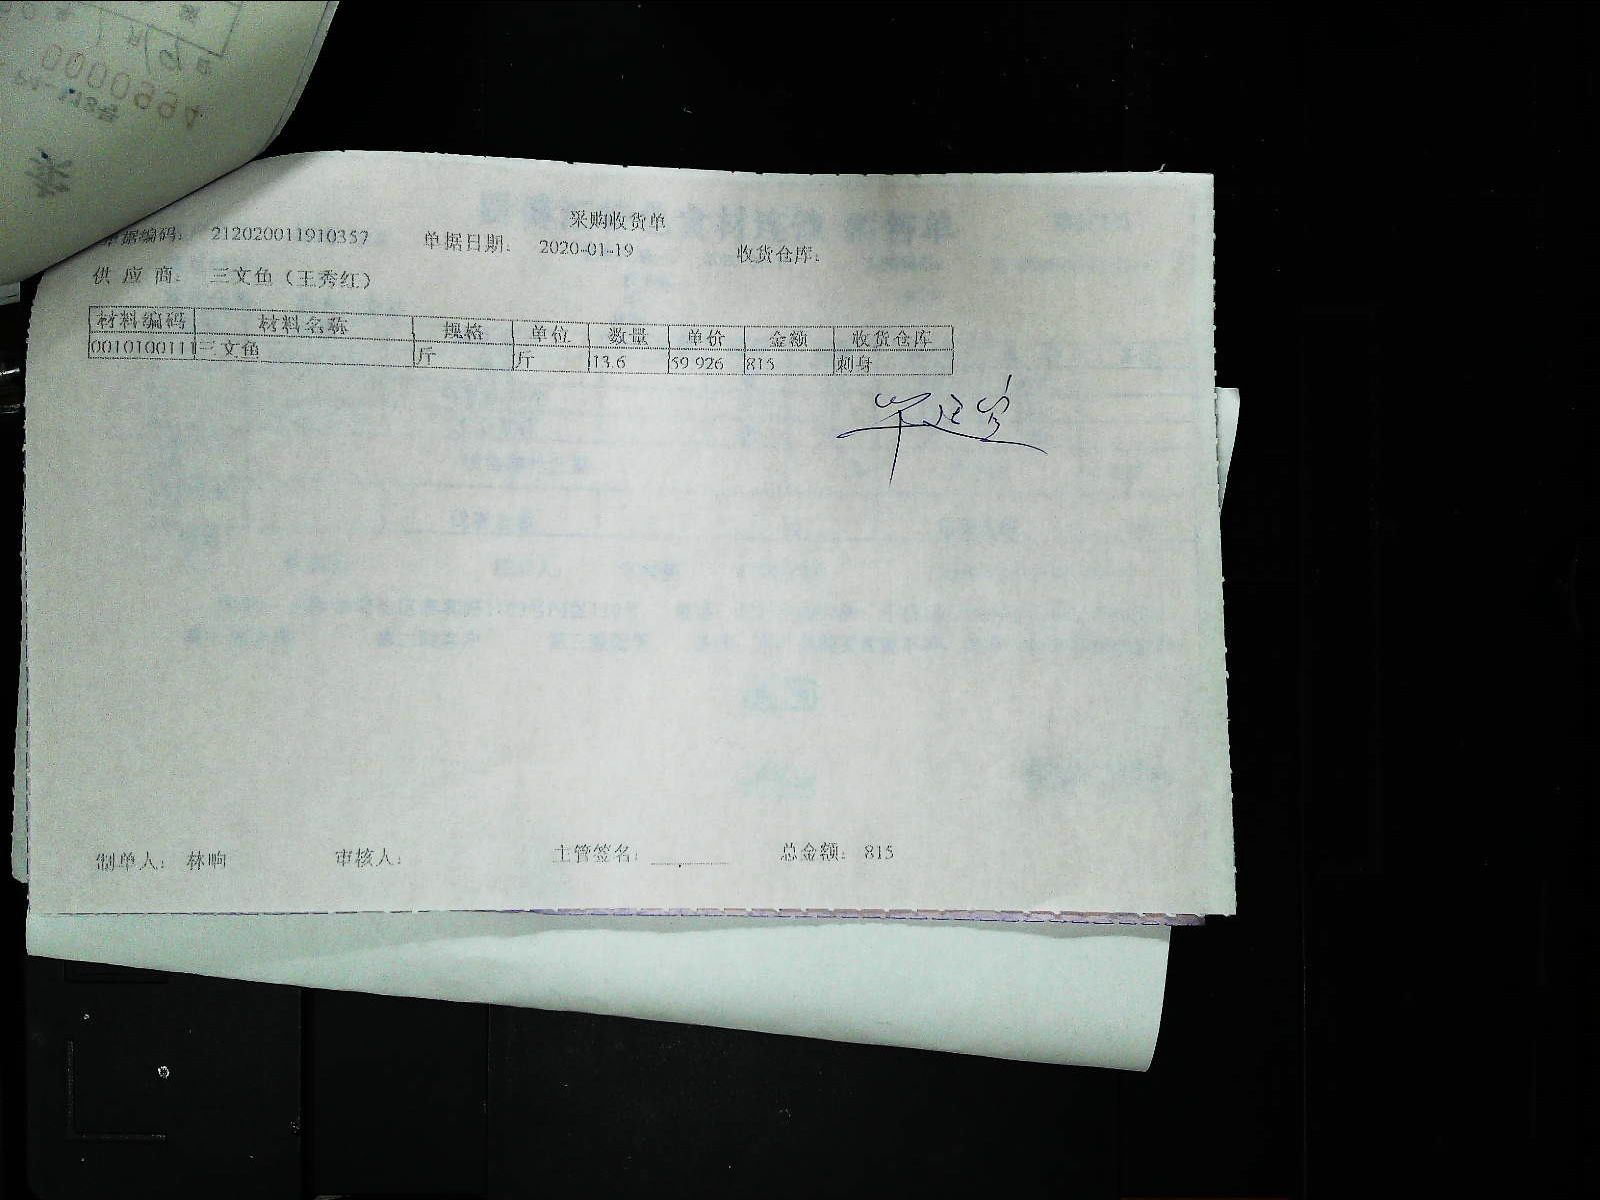 采购收货单
单据编码： 212020011910357 单据日期： 2020-01-19 收货仓库：
供 应 商： 三文鱼（王秀红）
材料编码 材料名称 规格 单位 数量 单价 金额 收货仓库
0010100111 三文鱼 斤 斤 13.6 59.926 815 刺身
制单人： 林响 审核人： 主管签名： 总金额： 815